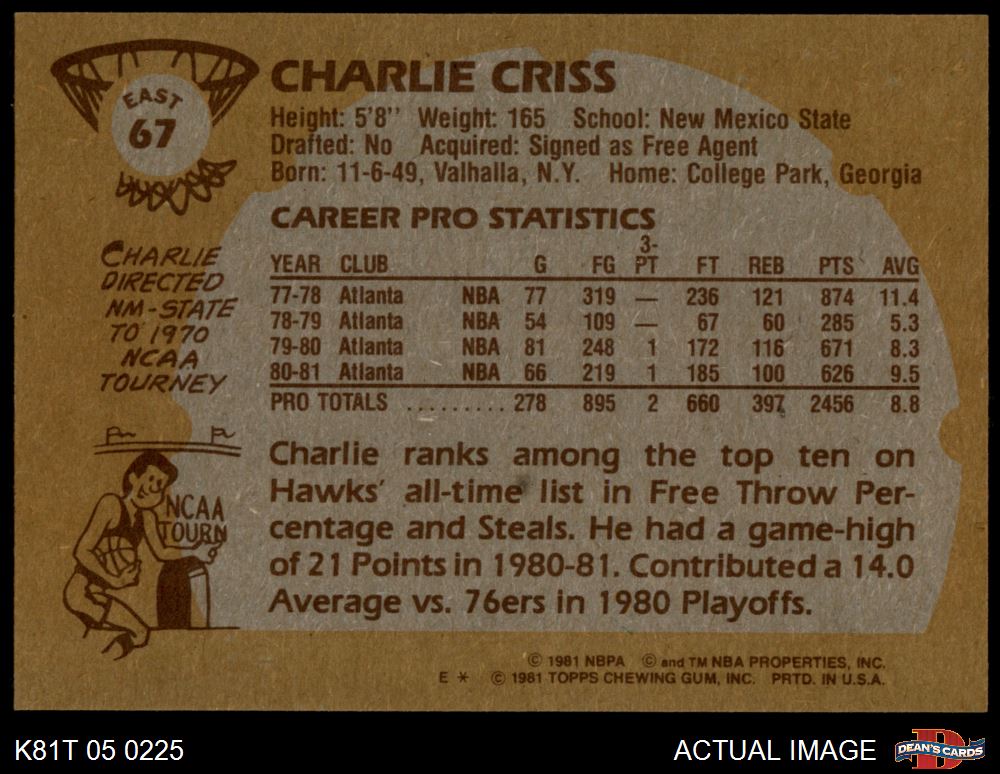 EAST
67
CHARLIE CRISS
Height: 5'8'' Weight: 165 School: New Mexico State
Drafted: No Acquired: Signed as Free Agent
Born: 11-6-49, Valhalla, N.Y. Home: College Park, Georgia
CAREER PRO STATISTICS
YEAR CLUB G FG 3-PT FT REB PTS AVG
77-78 Atlanta NBA 77 319 — 236 121 874 11.4
78-79 Atlanta NBA 54 109 — 67 60 285 5.3
79-80 Atlanta NBA 81 248 1 172 116 671 8.3
80-81 Atlanta NBA 66 219 1 185 100 626 9.5
PRO TOTALS .......... 278 895 2 660 397 2456 8.8
CHARLIE
DIRECTED
NM-STATE
TO 1970
NCAA
TOURNEY
NCAA
TOURN
Charlie ranks among the top ten on
Hawks' all-time list in Free Throw Per-
centage and Steals. He had a game-high
of 21 Points in 1980-81. Contributed a 14.0
Average vs. 76ers in 1980 Playoffs.
© 1981 NBPA © and TM NBA PROPERTIES, INC.
E * © 1981 TOPPS CHEWING GUM, INC. PRTD. IN U.S.A.
K81T 05 0225
ACTUAL IMAGE
D
DEAN'S CARDS